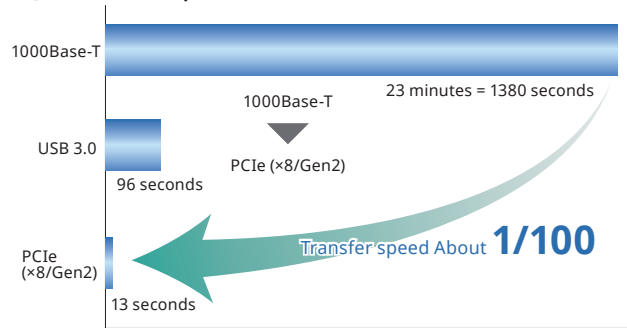 1000Base-T
23 minutes = 1380 seconds
1000Base-T
PCIe (×8/Gen2)
USB 3.0
96 seconds
Transfer speed About 1/100
PCIe
(×8/Gen2)
13 seconds